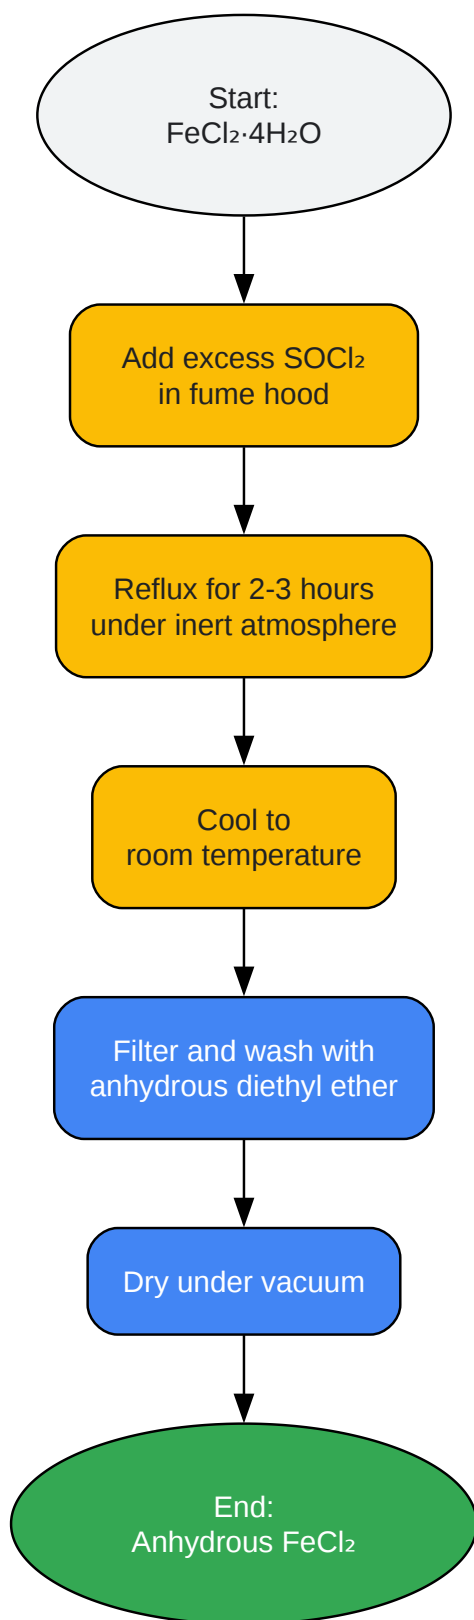 Start:
FeCl₂·4H₂O
Add excess SOCl₂
in fume hood
Reflux for 2-3 hours
under inert atmosphere
Cool to
room temperature
Filter and wash with
anhydrous diethyl ether
Dry under vacuum
End:
Anhydrous FeCl₂